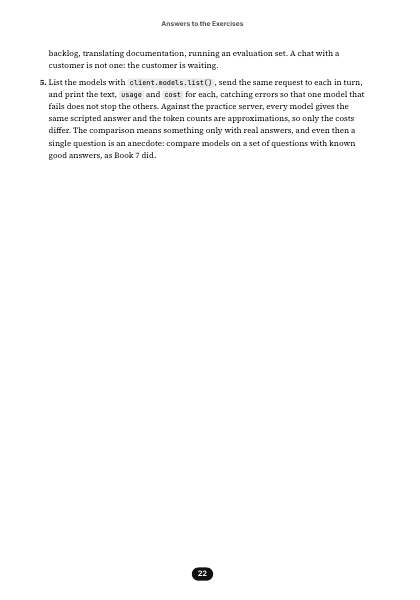 Answers to the Exercises
backlog, translating documentation, running an evaluation set. A chat with a
customer is not one: the customer is waiting.
5. List the models with client.models.list() , send the same request to each in turn,
and print the text, usage and cost for each, catching errors so that one model that
fails does not stop the others. Against the practice server, every model gives the
same scripted answer and the token counts are approximations, so only the costs
differ. The comparison means something only with real answers, and even then a
single question is an anecdote: compare models on a set of questions with known
good answers, as Book 7 did.
22